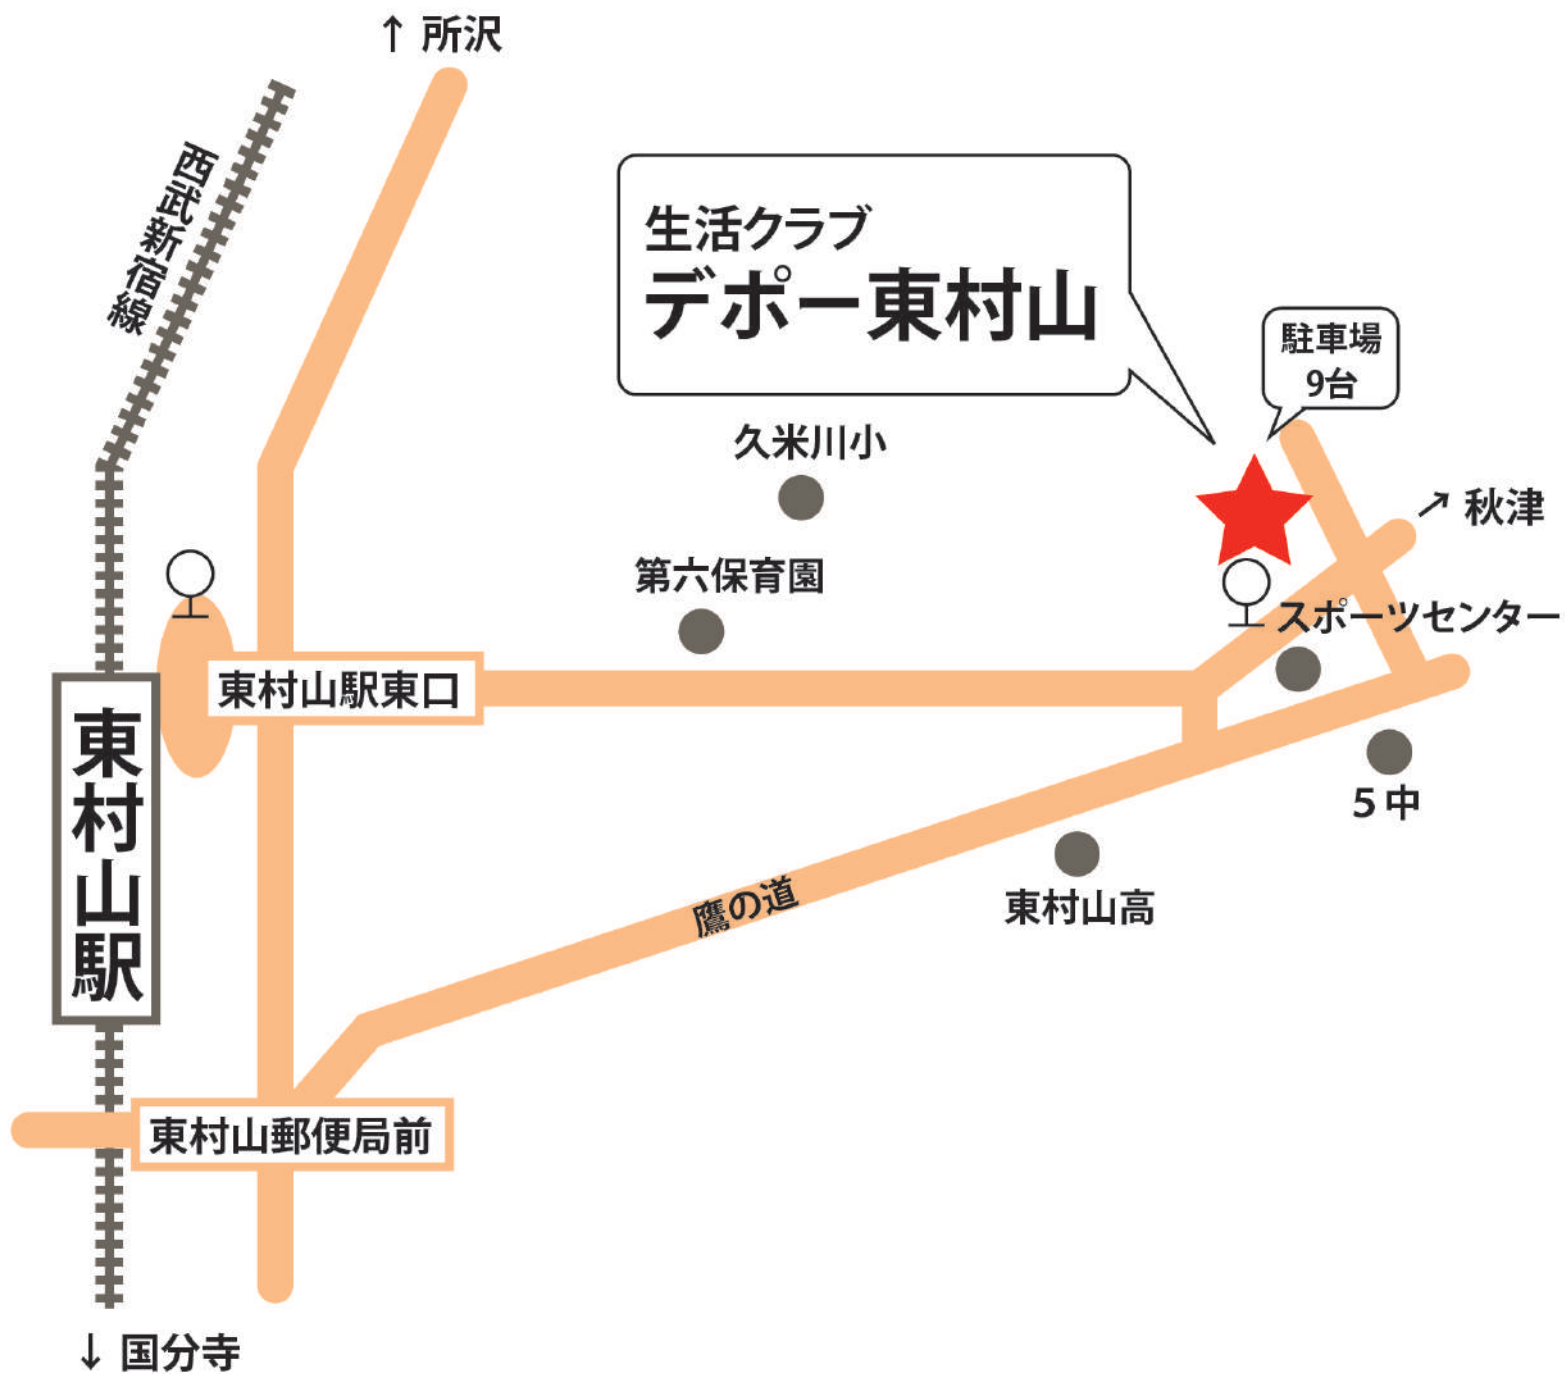 ↑ 所沢
西武新宿線
生活クラブ
デポー東村山
駐車場
9台
久米川小
↗ 秋津
第六保育園
スポーツセンター
東村山駅東口
東村山駅
5中
鷹の道
東村山高
東村山郵便局前
↓ 国分寺